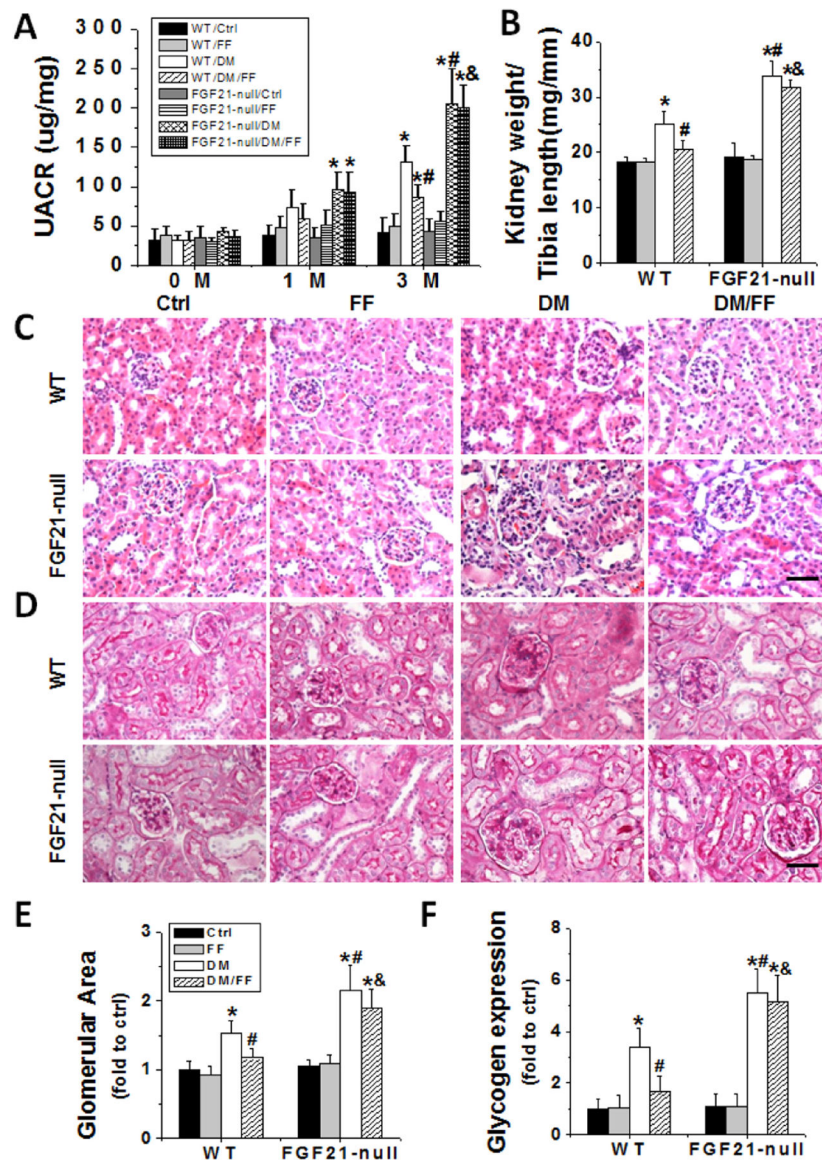 A
UACR (ug/mg)
300
250
200
150
100
50
0
WT/Ctrl
WT/FF
WT/DM
WT/DM/FF
FGF21-null/Ctrl
FGF21-null/FF
FGF21-null/DM
FGF21-null/DM/FF
* *
*
*#
*#
*&
0 M
1 M
3 M
B
Kidney weight/
Tibia length(mg/mm)
40
30
20
10
0
*
#
*#
*&
WT
FGF21-null
Ctrl
FF
DM
DM/FF
C
WT
FGF21-null
D
WT
FGF21-null
E
Glomerular Area
(fold to ctrl)
3
2
1
0
Ctrl
FF
DM
DM/FF
*
#
*#
*&
WT
FGF21-null
F
Glycogen expression
(fold to ctrl)
8
6
4
2
0
*
#
*#
*&
WT
FGF21-null